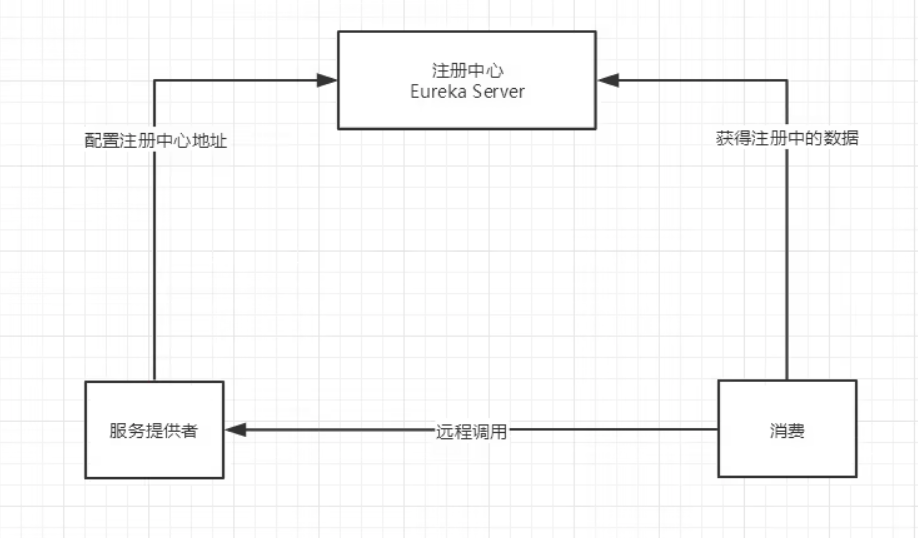 注册中心
Eureka Server
配置注册中心地址
获得注册中的数据
服务提供者
远程调用
消费